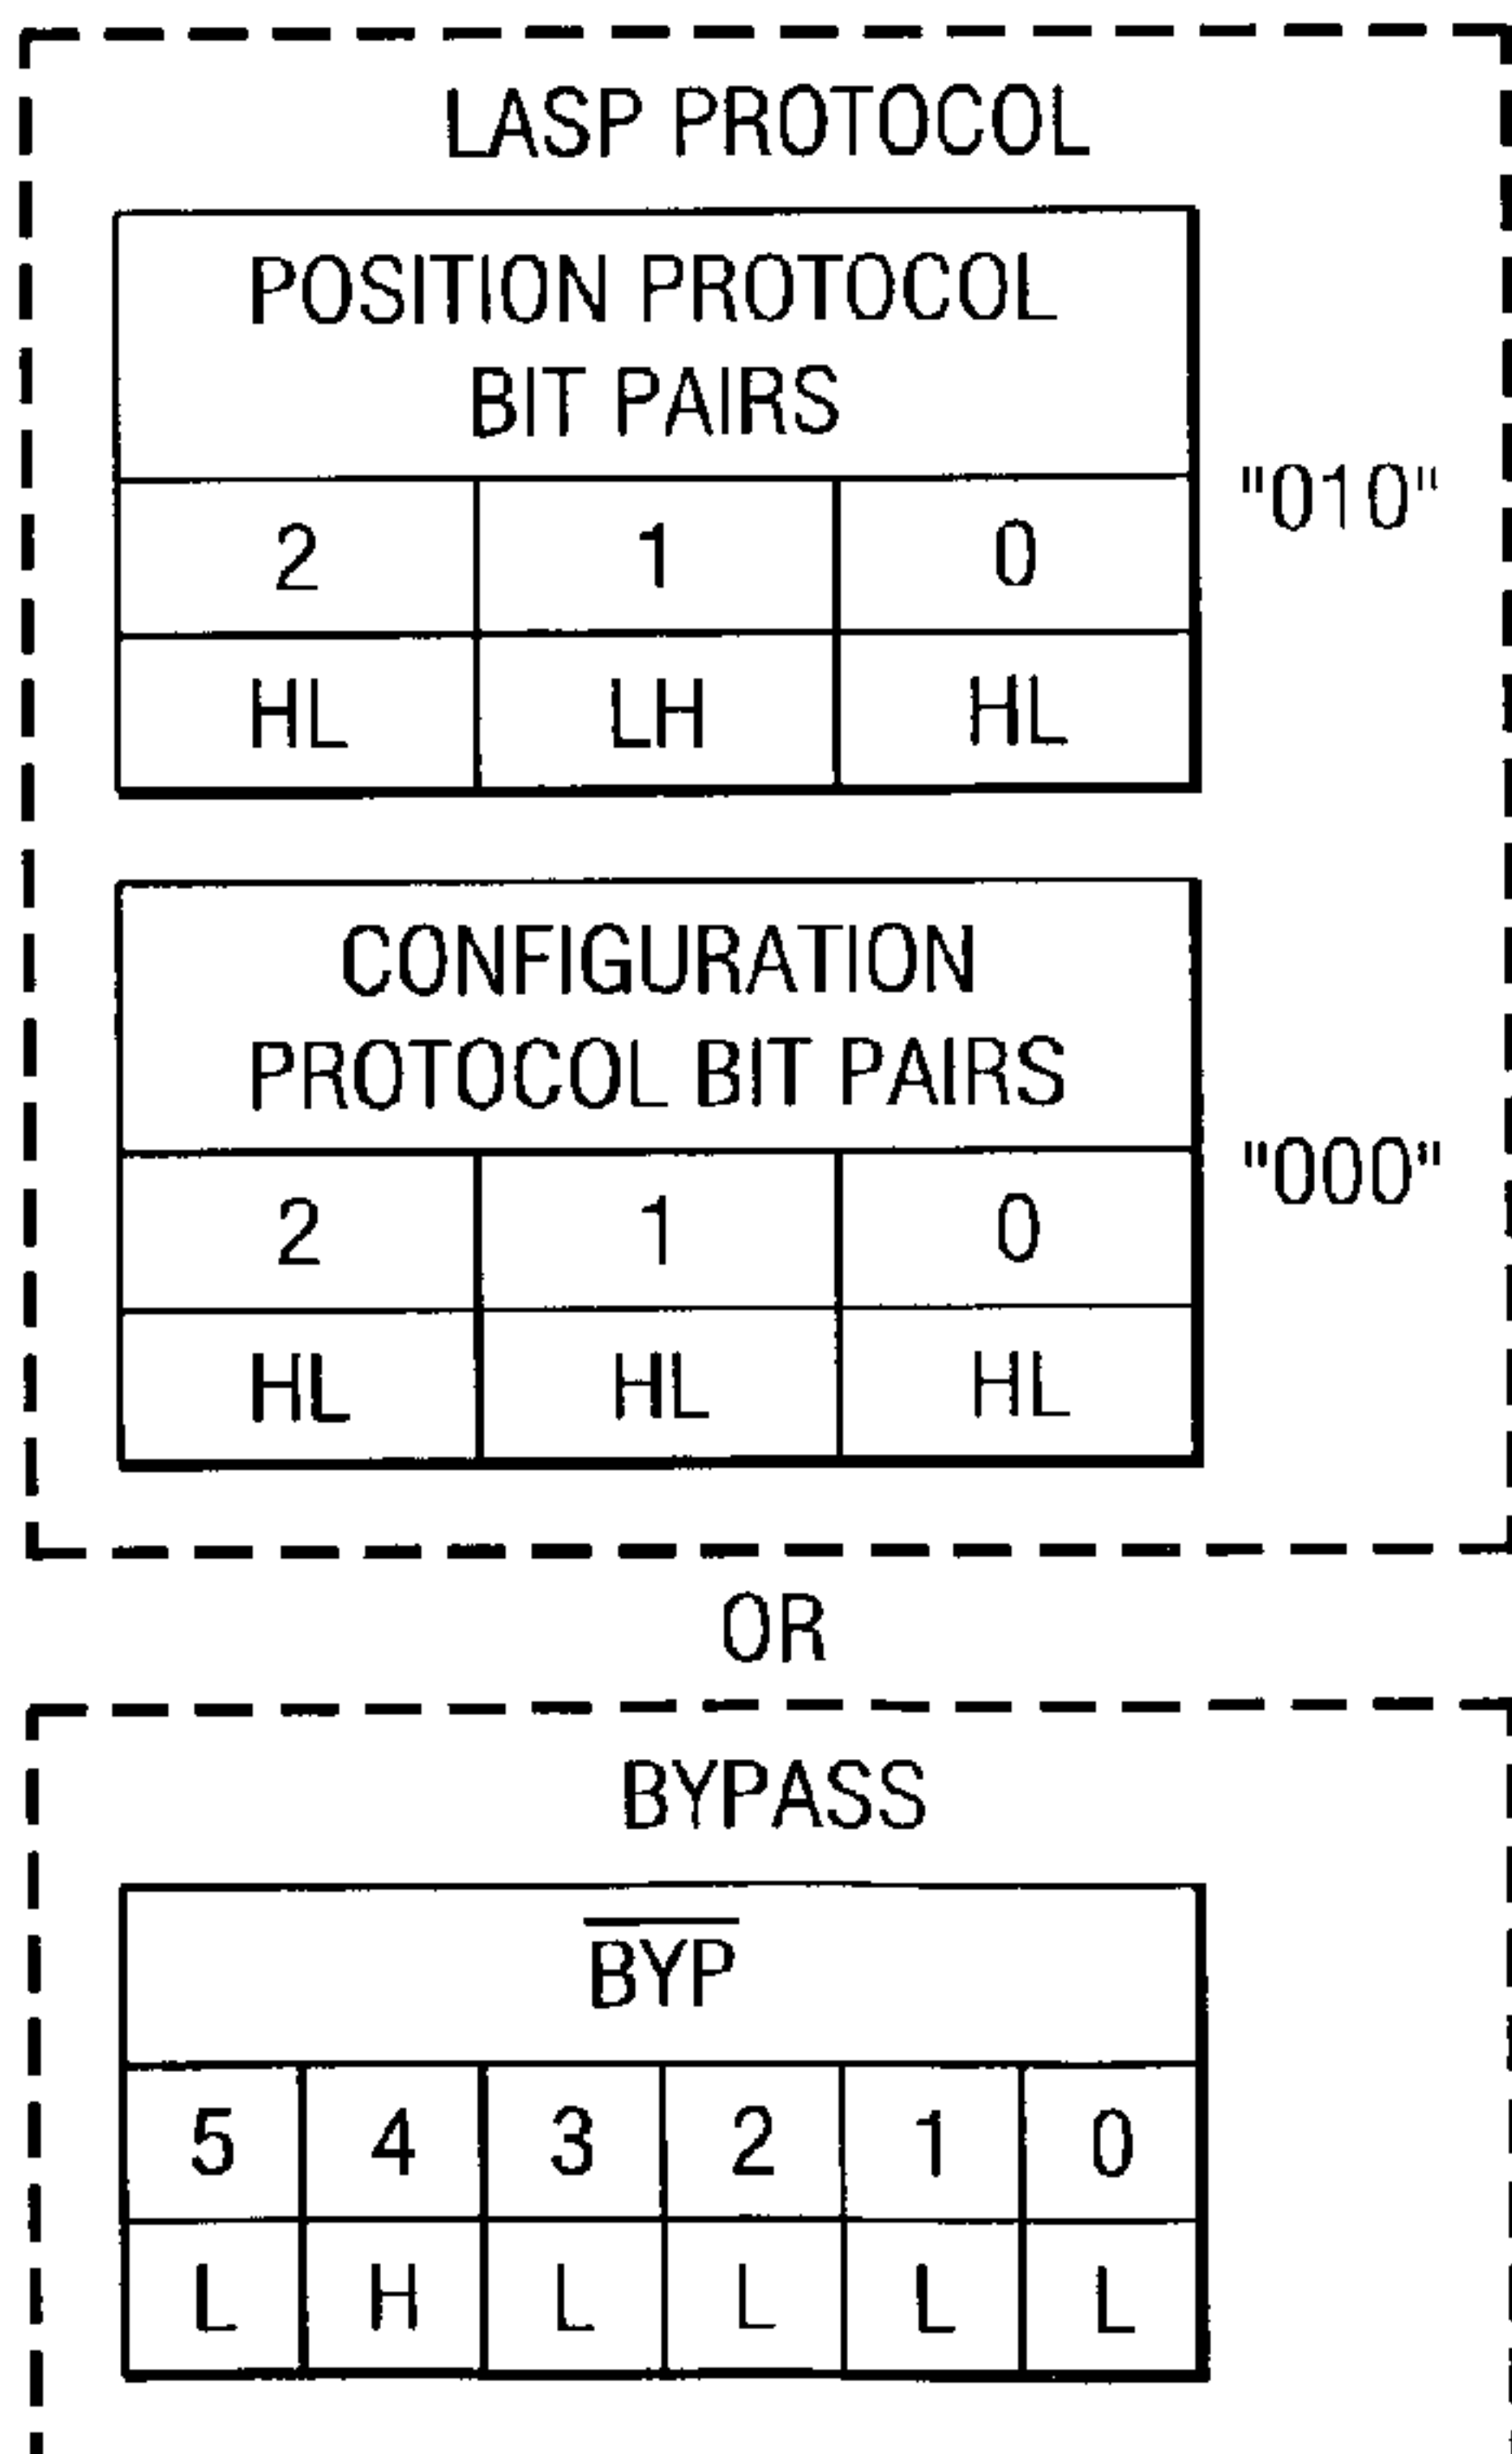 LASP PROTOCOL
POSITION PROTOCOL
BIT PAIRS
2 1 0
"010"
HL LH HL
CONFIGURATION
PROTOCOL BIT PAIRS
2 1 0
"000"
HL HL HL
OR
BYPASS
B̅Y̅P̅
5 4 3 2 1 0
L H L L L L